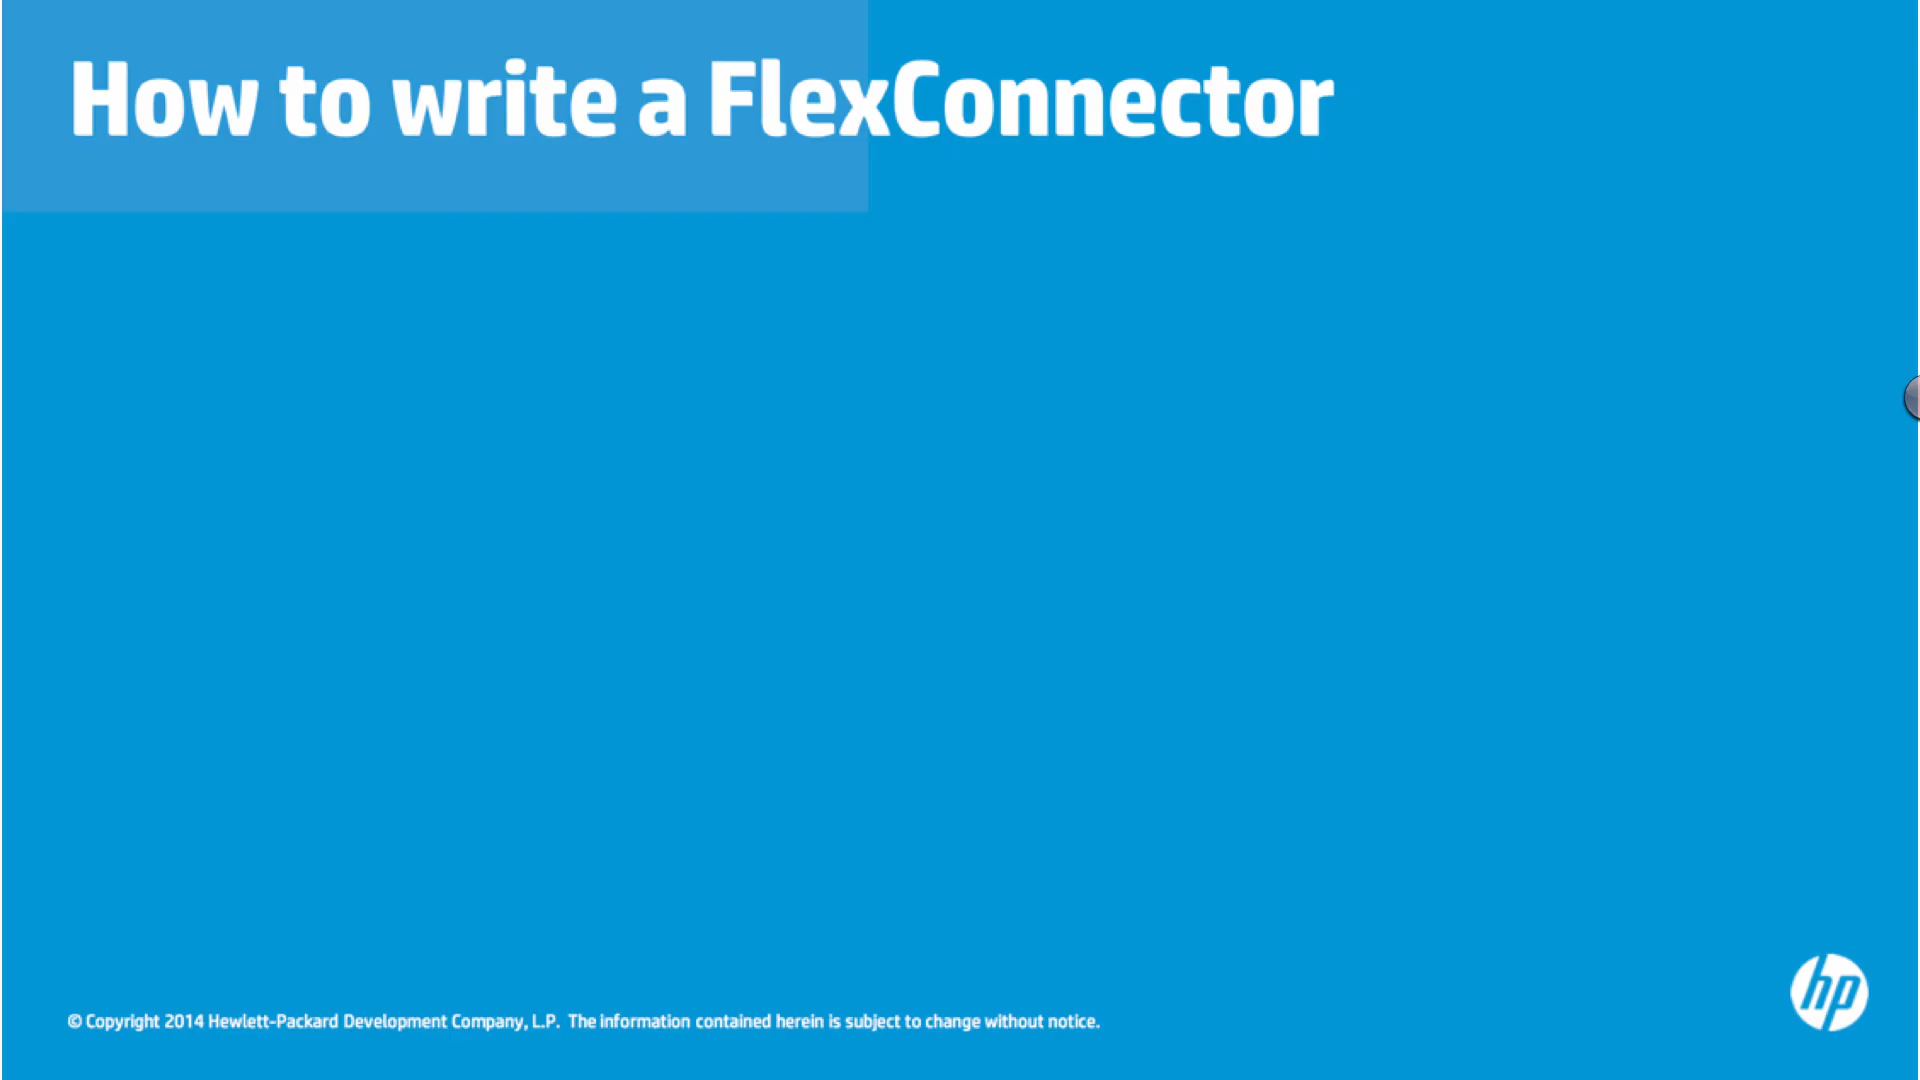 How to write a FlexConnector
© Copyright 2014 Hewlett-Packard Development Company, L.P. The information contained herein is subject to change without notice.
hp